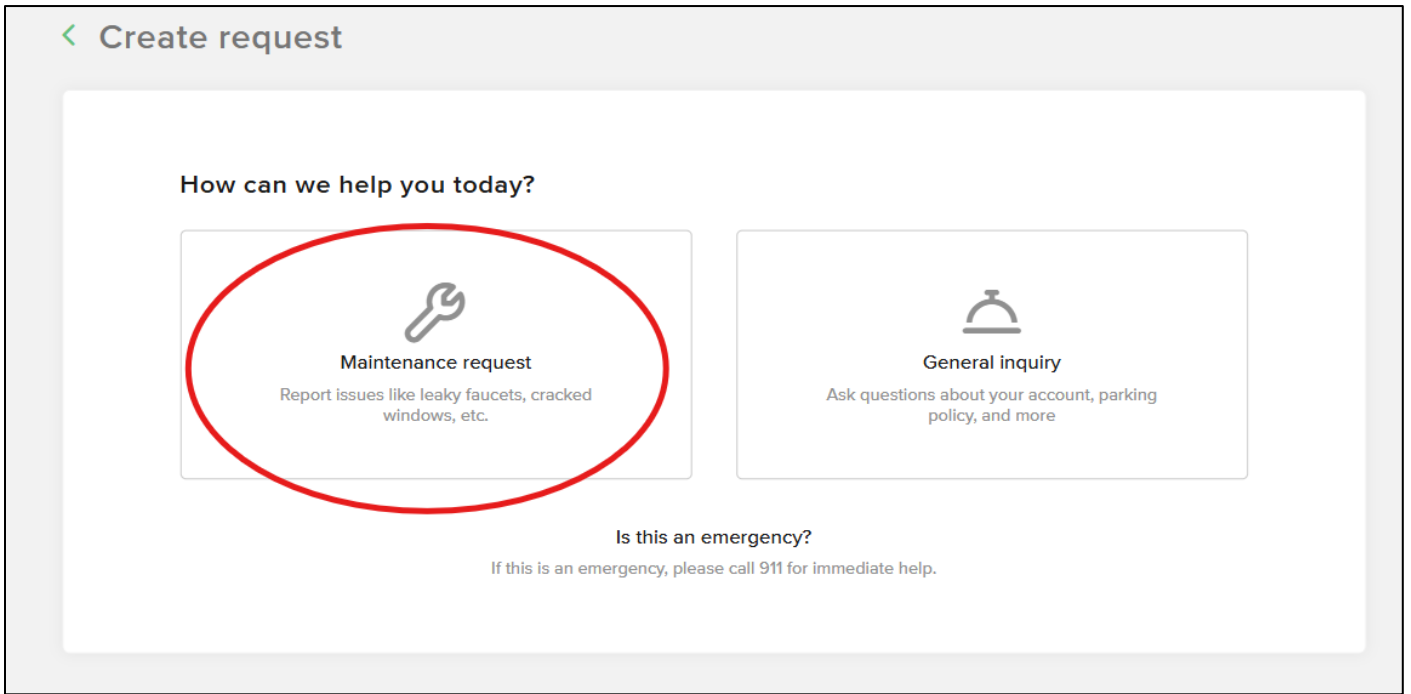 Create request
How can we help you today?
Maintenance request
Report issues like leaky faucets, cracked
windows, etc.
General inquiry
Ask questions about your account, parking
policy, and more
Is this an emergency?
If this is an emergency, please call 911 for immediate help.